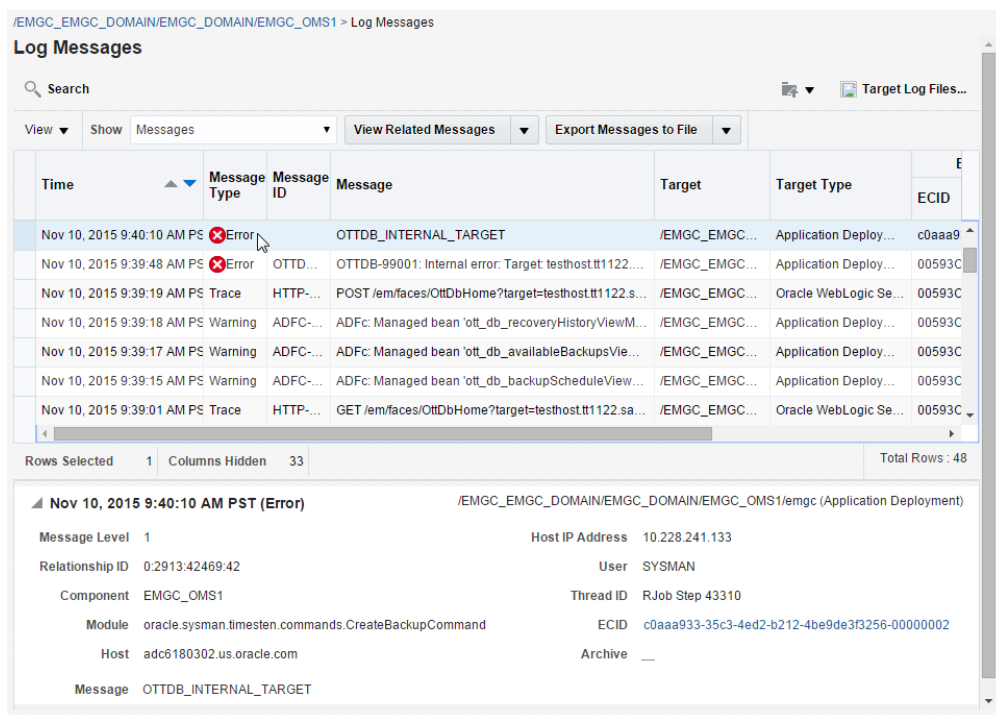 /EMGC_EMGC_DOMAIN/EMGC_DOMAIN/EMGC_OMS1 > Log Messages
Log Messages
Search
Target Log Files...
View Show Messages View Related Messages Export Messages to File
Time Message Type Message ID Message Target Target Type ECID
Nov 10, 2015 9:40:10 AM PS Error OTTDB_INTERNAL_TARGET /EMGC_EMGC... Application Deploy... c0aaa9
Nov 10, 2015 9:39:48 AM PS Error OTTD... OTTDB-99001: Internal error: Target: testhost.tt1122.... /EMGC_EMGC... Application Deploy... 00593C
Nov 10, 2015 9:39:19 AM PS Trace HTTP-... POST /em/faces/OttDbHome?target=testhost.tt1122.s... /EMGC_EMGC... Oracle WebLogic Se... 00593C
Nov 10, 2015 9:39:18 AM PS Warning ADFC-... ADFc: Managed bean 'ott_db_recoveryHistoryViewM... /EMGC_EMGC... Application Deploy... 00593C
Nov 10, 2015 9:39:17 AM PS Warning ADFC-... ADFc: Managed bean 'ott_db_availableBackupsVie... /EMGC_EMGC... Application Deploy... 00593C
Nov 10, 2015 9:39:15 AM PS Warning ADFC-... ADFc: Managed bean 'ott_db_backupScheduleView... /EMGC_EMGC... Application Deploy... 00593C
Nov 10, 2015 9:39:01 AM PS Trace HTTP-... GET /em/faces/OttDbHome?target=testhost.tt1122.sa... /EMGC_EMGC... Oracle WebLogic Se... 00593C
Rows Selected 1 Columns Hidden 33 Total Rows : 48
Nov 10, 2015 9:40:10 AM PST (Error) /EMGC_EMGC_DOMAIN/EMGC_DOMAIN/EMGC_OMS1/emgc (Application Deployment)
Message Level 1 Host IP Address 10.228.241.133
Relationship ID 0:2913:42469:42 User SYSMAN
Component EMGC_OMS1 Thread ID RJob Step 43310
Module oracle.sysman.timesten.commands.CreateBackupCommand ECID c0aaa933-35c3-4ed2-b212-4be9de3f3256-00000002
Host adc6180302.us.oracle.com Archive __
Message OTTDB_INTERNAL_TARGET